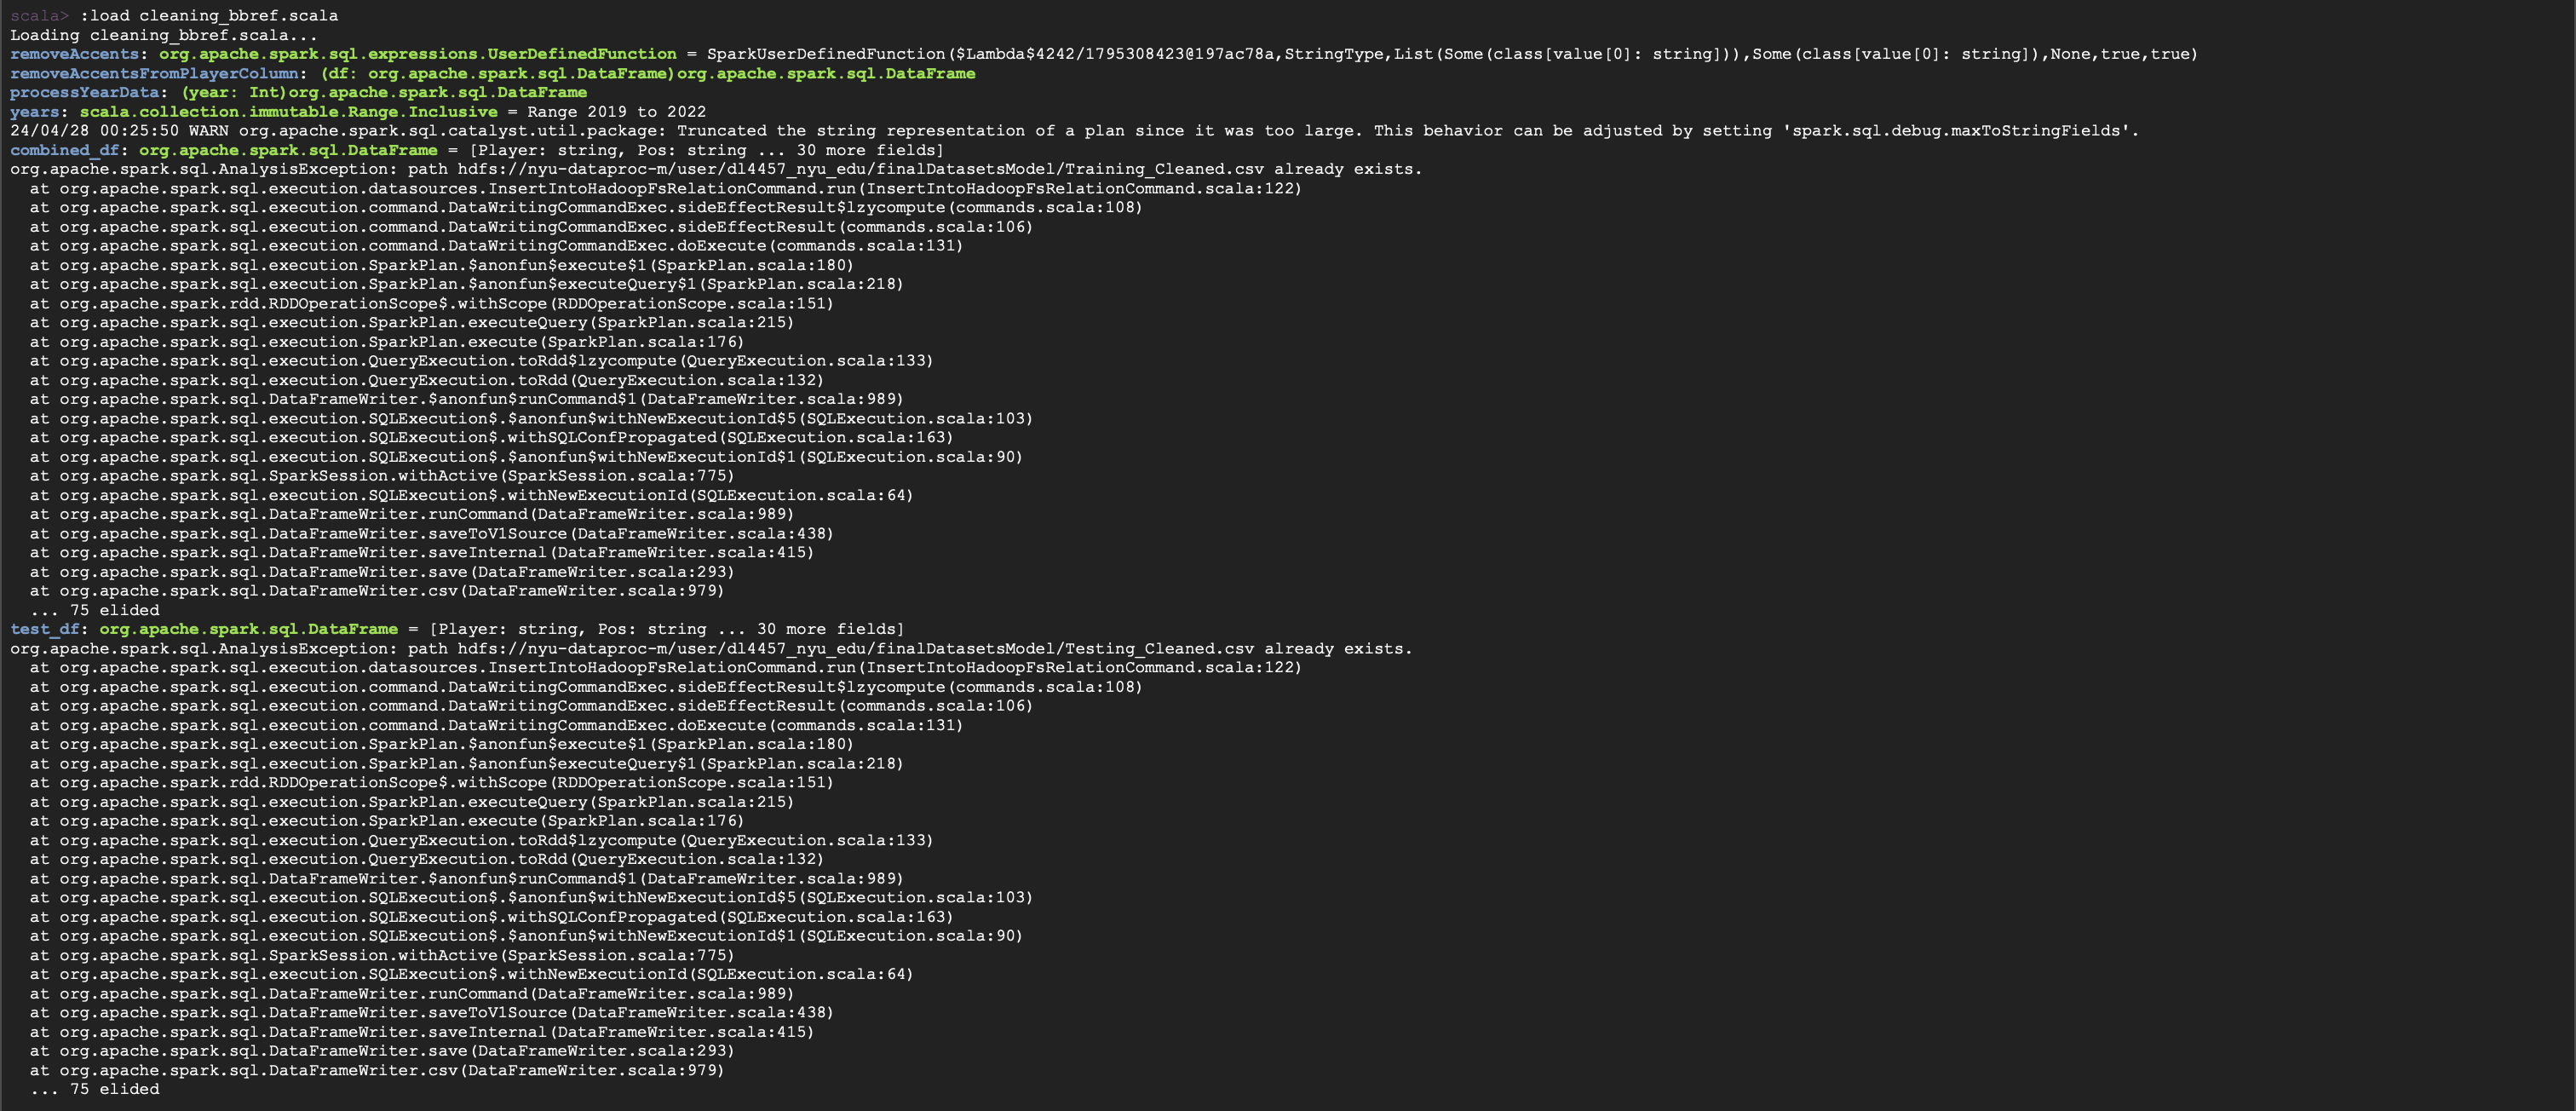 scala> :load cleaning_bbref.scala
Loading cleaning_bbref.scala...
removeAccents: org.apache.spark.sql.expressions.UserDefinedFunction = SparkUserDefinedFunction($Lambda$4242/1795308423@197ac78a,StringType,List(Some(class[value[0]: string])),Some(class[value[0]: string]),None,true,true)
removeAccentsFromPlayerColumn: (df: org.apache.spark.sql.DataFrame)org.apache.spark.sql.DataFrame
processYearData: (year: Int)org.apache.spark.sql.DataFrame
years: scala.collection.immutable.Range.Inclusive = Range 2019 to 2022
24/04/28 00:25:50 WARN org.apache.spark.sql.catalyst.util.package: Truncated the string representation of a plan since it was too large. This behavior can be adjusted by setting 'spark.sql.debug.maxToStringFields'.
combined_df: org.apache.spark.sql.DataFrame = [Player: string, Pos: string ... 30 more fields]
org.apache.spark.sql.AnalysisException: path hdfs://nyu-dataproc-m/user/dl4457_nyu_edu/finalDatasetsModel/Training_Cleaned.csv already exists.
  at org.apache.spark.sql.execution.datasources.InsertIntoHadoopFsRelationCommand.run(InsertIntoHadoopFsRelationCommand.scala:122)
  at org.apache.spark.sql.execution.command.DataWritingCommandExec.sideEffectResult$lzycompute(commands.scala:108)
  at org.apache.spark.sql.execution.command.DataWritingCommandExec.sideEffectResult(commands.scala:106)
  at org.apache.spark.sql.execution.command.DataWritingCommandExec.doExecute(commands.scala:131)
  at org.apache.spark.sql.execution.SparkPlan.$anonfun$execute$1(SparkPlan.scala:180)
  at org.apache.spark.sql.execution.SparkPlan.$anonfun$executeQuery$1(SparkPlan.scala:218)
  at org.apache.spark.rdd.RDDOperationScope$.withScope(RDDOperationScope.scala:151)
  at org.apache.spark.sql.execution.SparkPlan.executeQuery(SparkPlan.scala:215)
  at org.apache.spark.sql.execution.SparkPlan.execute(SparkPlan.scala:176)
  at org.apache.spark.sql.execution.QueryExecution.toRdd$lzycompute(QueryExecution.scala:133)
  at org.apache.spark.sql.execution.QueryExecution.toRdd(QueryExecution.scala:132)
  at org.apache.spark.sql.DataFrameWriter.$anonfun$runCommand$1(DataFrameWriter.scala:989)
  at org.apache.spark.sql.execution.SQLExecution$.$anonfun$withNewExecutionId$5(SQLExecution.scala:103)
  at org.apache.spark.sql.execution.SQLExecution$.withSQLConfPropagated(SQLExecution.scala:163)
  at org.apache.spark.sql.execution.SQLExecution$.$anonfun$withNewExecutionId$1(SQLExecution.scala:90)
  at org.apache.spark.sql.SparkSession.withActive(SparkSession.scala:775)
  at org.apache.spark.sql.execution.SQLExecution$.withNewExecutionId(SQLExecution.scala:64)
  at org.apache.spark.sql.DataFrameWriter.runCommand(DataFrameWriter.scala:989)
  at org.apache.spark.sql.DataFrameWriter.saveToV1Source(DataFrameWriter.scala:438)
  at org.apache.spark.sql.DataFrameWriter.saveInternal(DataFrameWriter.scala:415)
  at org.apache.spark.sql.DataFrameWriter.save(DataFrameWriter.scala:293)
  at org.apache.spark.sql.DataFrameWriter.csv(DataFrameWriter.scala:979)
  ... 75 elided
test_df: org.apache.spark.sql.DataFrame = [Player: string, Pos: string ... 30 more fields]
org.apache.spark.sql.AnalysisException: path hdfs://nyu-dataproc-m/user/dl4457_nyu_edu/finalDatasetsModel/Testing_Cleaned.csv already exists.
  at org.apache.spark.sql.execution.datasources.InsertIntoHadoopFsRelationCommand.run(InsertIntoHadoopFsRelationCommand.scala:122)
  at org.apache.spark.sql.execution.command.DataWritingCommandExec.sideEffectResult$lzycompute(commands.scala:108)
  at org.apache.spark.sql.execution.command.DataWritingCommandExec.sideEffectResult(commands.scala:106)
  at org.apache.spark.sql.execution.command.DataWritingCommandExec.doExecute(commands.scala:131)
  at org.apache.spark.sql.execution.SparkPlan.$anonfun$execute$1(SparkPlan.scala:180)
  at org.apache.spark.sql.execution.SparkPlan.$anonfun$executeQuery$1(SparkPlan.scala:218)
  at org.apache.spark.rdd.RDDOperationScope$.withScope(RDDOperationScope.scala:151)
  at org.apache.spark.sql.execution.SparkPlan.executeQuery(SparkPlan.scala:215)
  at org.apache.spark.sql.execution.SparkPlan.execute(SparkPlan.scala:176)
  at org.apache.spark.sql.execution.QueryExecution.toRdd$lzycompute(QueryExecution.scala:133)
  at org.apache.spark.sql.execution.QueryExecution.toRdd(QueryExecution.scala:132)
  at org.apache.spark.sql.DataFrameWriter.$anonfun$runCommand$1(DataFrameWriter.scala:989)
  at org.apache.spark.sql.execution.SQLExecution$.$anonfun$withNewExecutionId$5(SQLExecution.scala:103)
  at org.apache.spark.sql.execution.SQLExecution$.withSQLConfPropagated(SQLExecution.scala:163)
  at org.apache.spark.sql.execution.SQLExecution$.$anonfun$withNewExecutionId$1(SQLExecution.scala:90)
  at org.apache.spark.sql.SparkSession.withActive(SparkSession.scala:775)
  at org.apache.spark.sql.execution.SQLExecution$.withNewExecutionId(SQLExecution.scala:64)
  at org.apache.spark.sql.DataFrameWriter.runCommand(DataFrameWriter.scala:989)
  at org.apache.spark.sql.DataFrameWriter.saveToV1Source(DataFrameWriter.scala:438)
  at org.apache.spark.sql.DataFrameWriter.saveInternal(DataFrameWriter.scala:415)
  at org.apache.spark.sql.DataFrameWriter.save(DataFrameWriter.scala:293)
  at org.apache.spark.sql.DataFrameWriter.csv(DataFrameWriter.scala:979)
  ... 75 elided